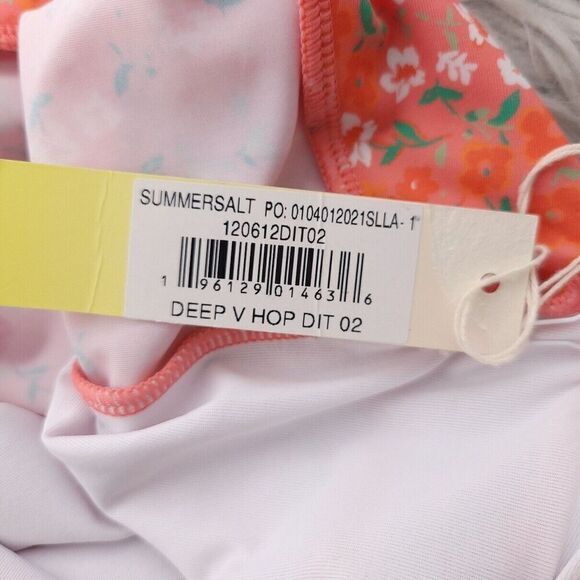 SUMMERSALT PO: 0104012021SLLA- 1
120612DIT02
1 96129 01463 6
DEEP V HOP DIT 02